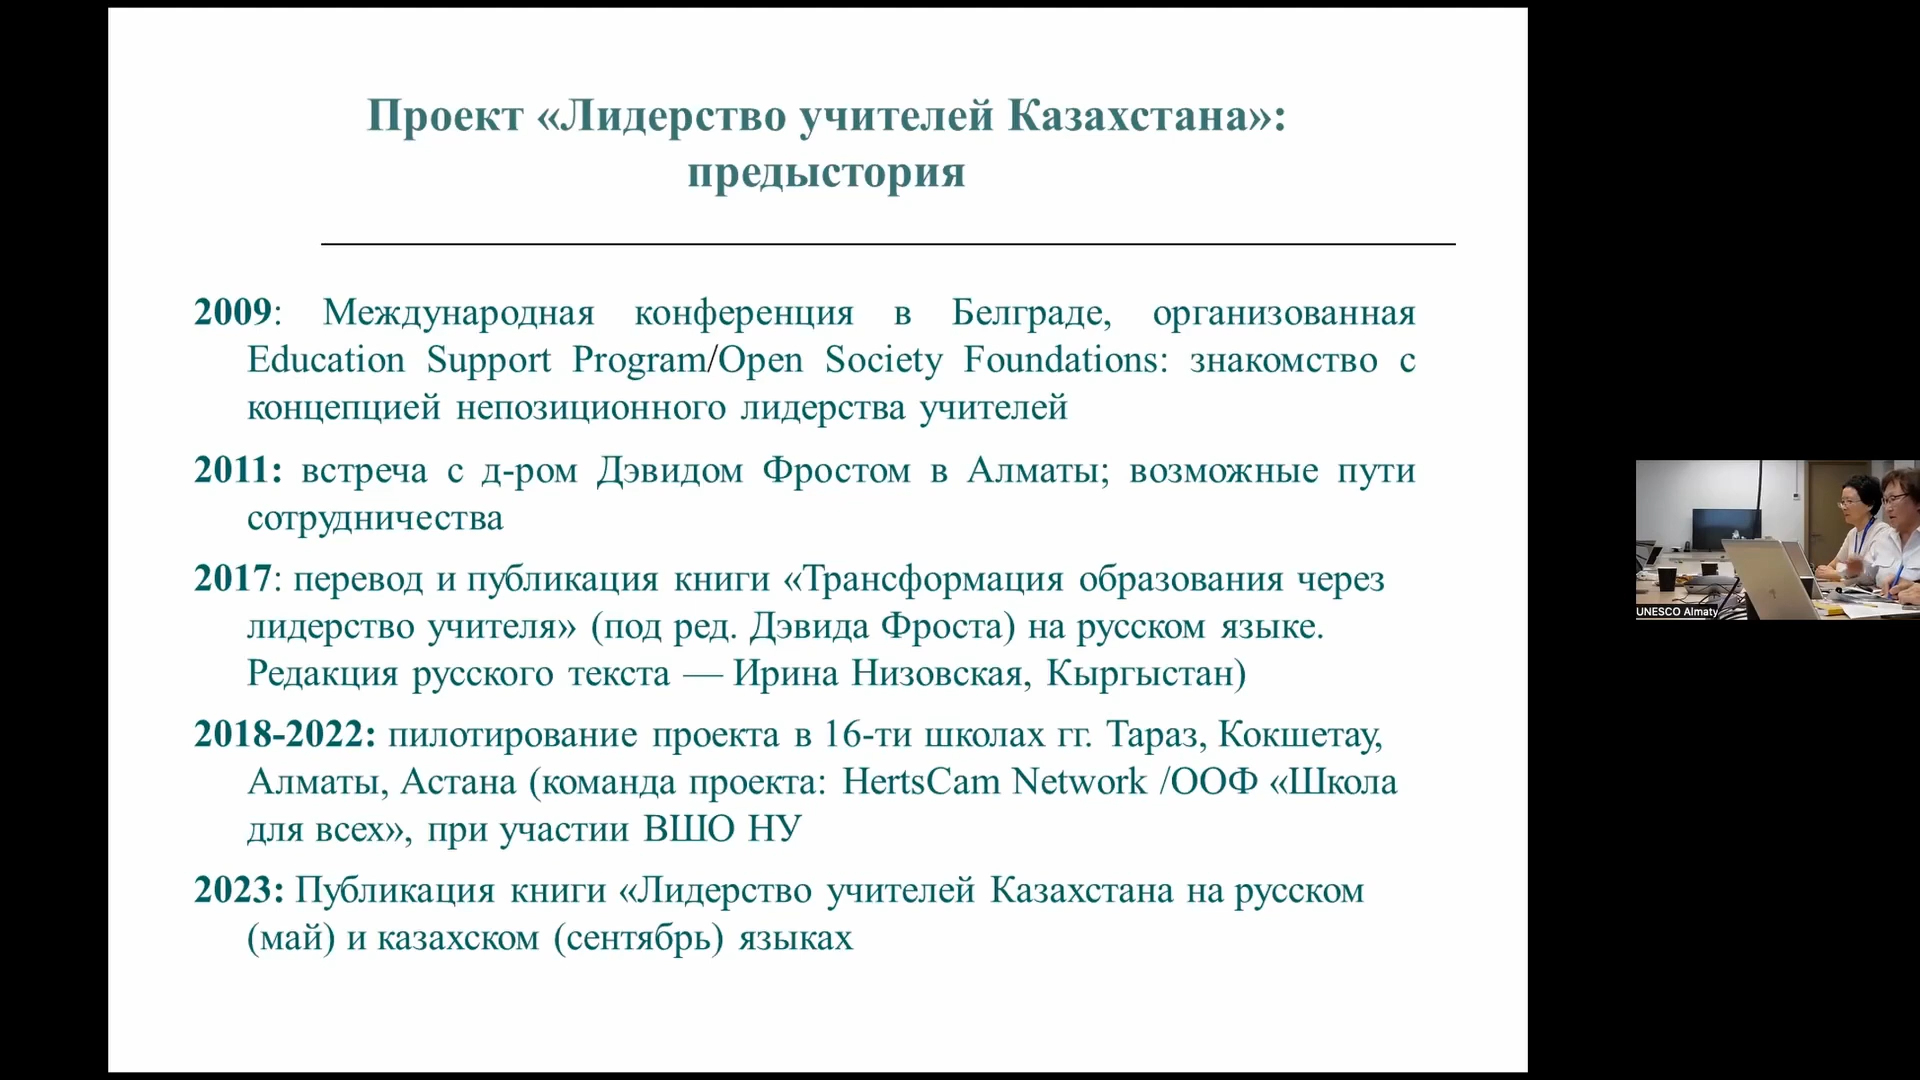 Проект «Лидерство учителей Казахстана»:
предыстория
2009: Международная конференция в Белграде, организованная
Education Support Program/Open Society Foundations: знакомство с
концепцией непозиционного лидерства учителей
2011: встреча с д-ром Дэвидом Фростом в Алматы; возможные пути
сотрудничества
2017: перевод и публикация книги «Трансформация образования через
лидерство учителя» (под ред. Дэвида Фроста) на русском языке.
Редакция русского текста — Ирина Низовская, Кыргыстан)
2018-2022: пилотирование проекта в 16-ти школах гг. Тараз, Кокшетау,
Алматы, Астана (команда проекта: HertsCam Network /ООФ «Школа
для всех», при участии ВШО НУ
2023: Публикация книги «Лидерство учителей Казахстана на русском
(май) и казахском (сентябрь) языках
UNESCO Almaty